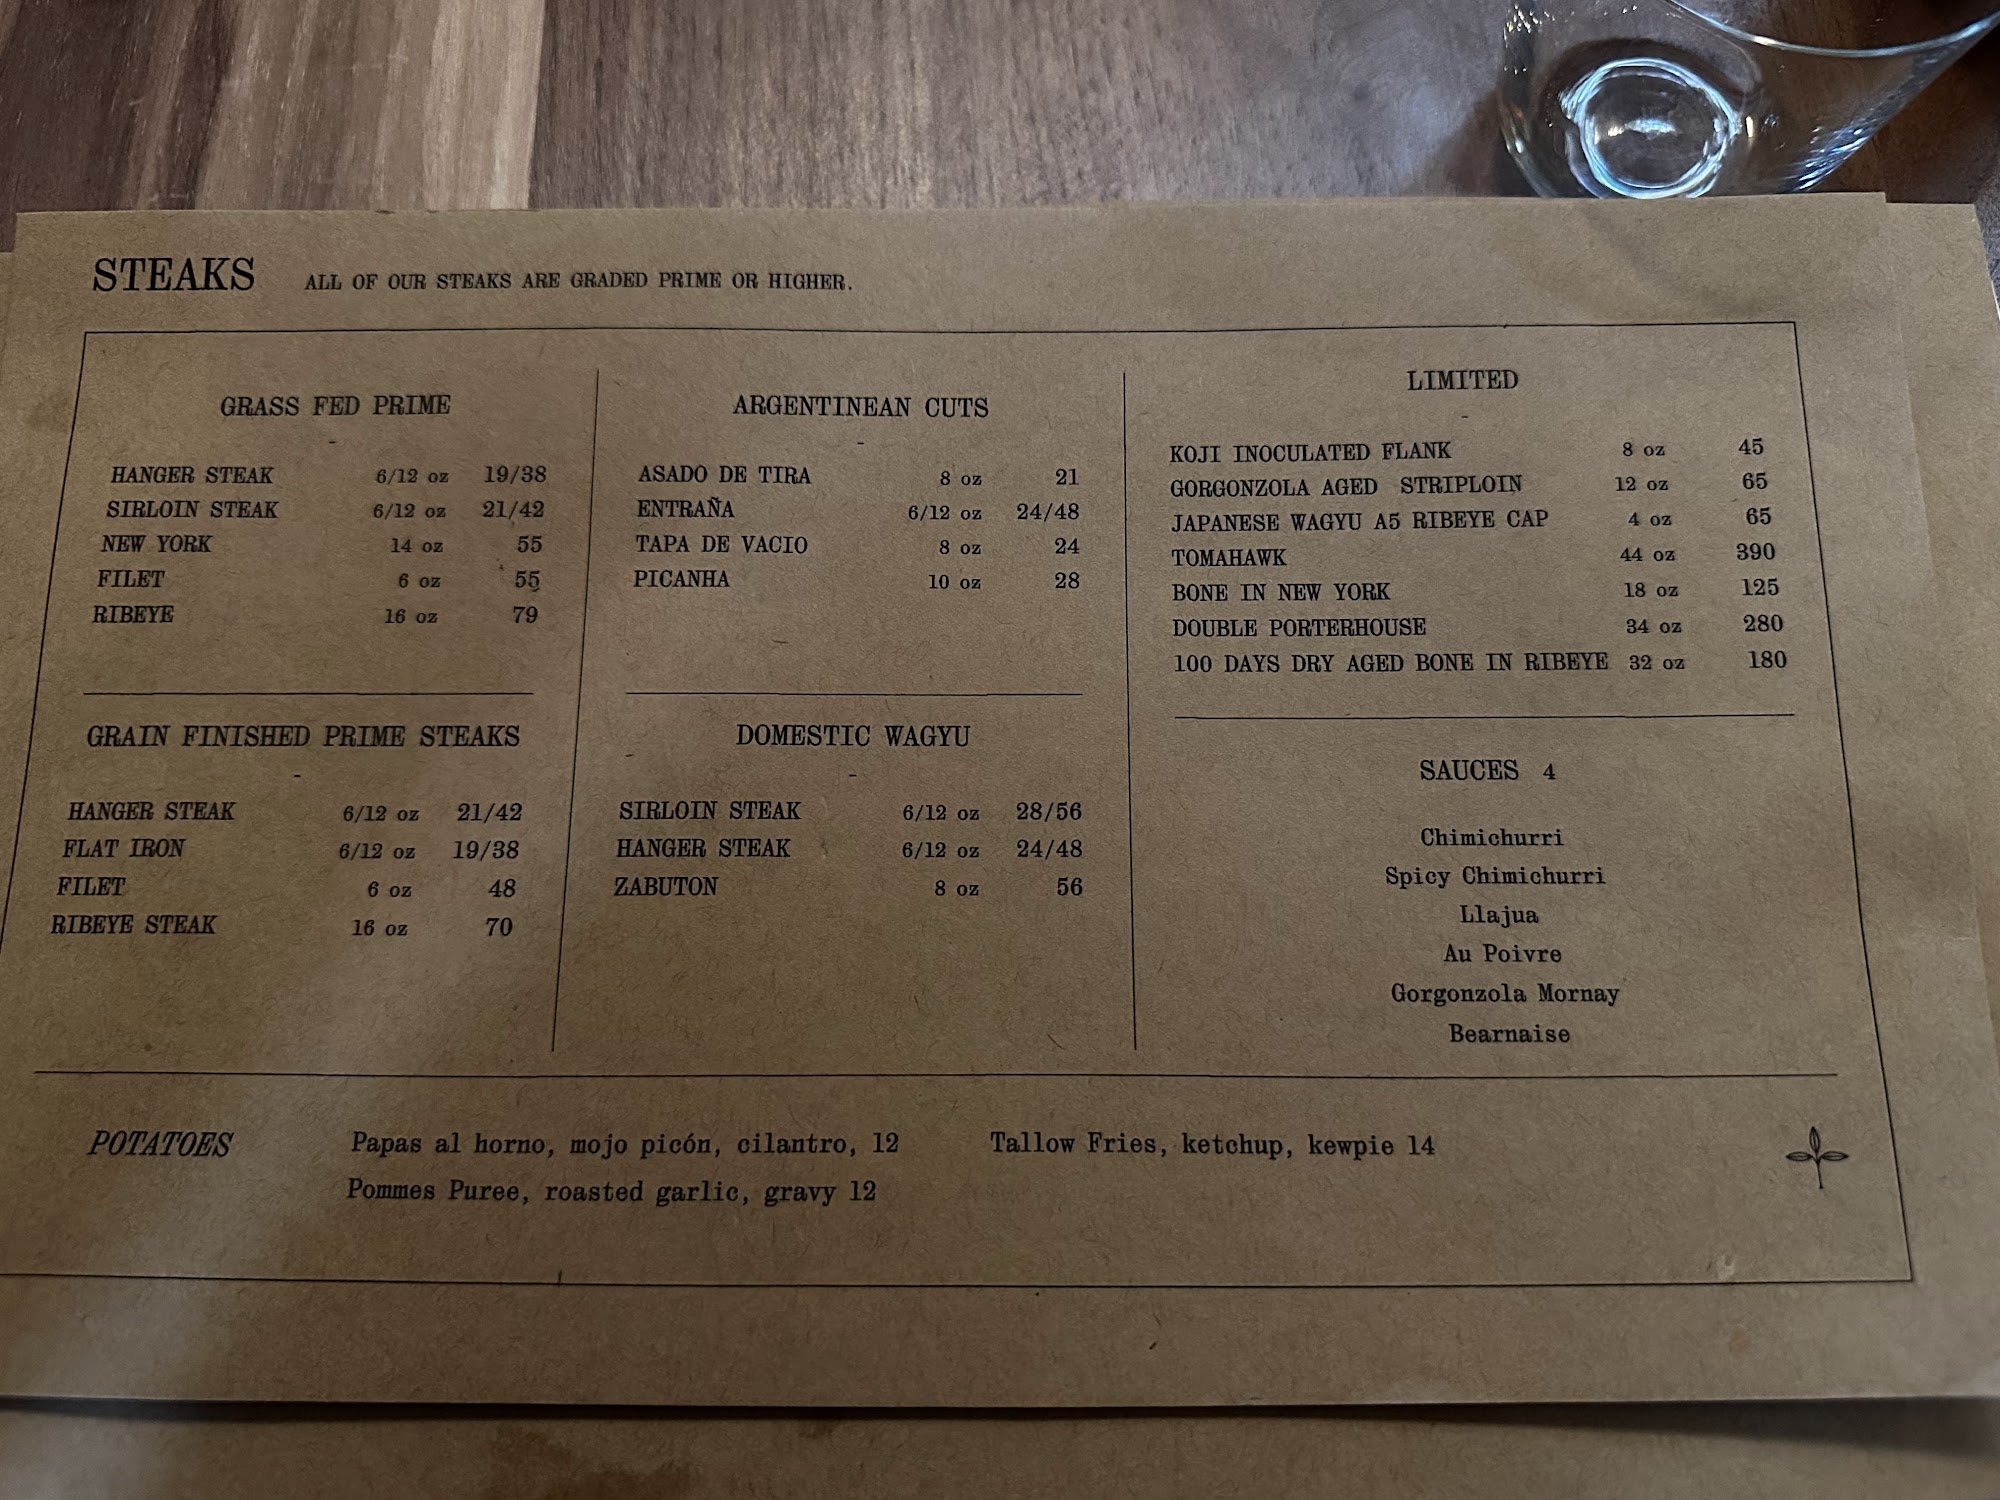 STEAKS ALL OF OUR STEAKS ARE GRADED PRIME OR HIGHER.
GRASS FED PRIME
-
HANGER STEAK 6/12 oz 19/38
SIRLOIN STEAK 6/12 oz 21/42
NEW YORK 14 oz 55
FILET 6 oz 55
RIBEYE 16 oz 79
GRAIN FINISHED PRIME STEAKS
-
HANGER STEAK 6/12 oz 21/42
FLAT IRON 6/12 oz 19/38
FILET 6 oz 48
RIBEYE STEAK 16 oz 70
ARGENTINEAN CUTS
-
ASADO DE TIRA 8 oz 21
ENTRAÑA 6/12 oz 24/48
TAPA DE VACIO 8 oz 24
PICANHA 10 oz 28
DOMESTIC WAGYU
-
SIRLOIN STEAK 6/12 oz 28/56
HANGER STEAK 6/12 oz 24/48
ZABUTON 8 oz 56
LIMITED
-
KOJI INOCULATED FLANK 8 oz 45
GORGONZOLA AGED STRIPLOIN 12 oz 65
JAPANESE WAGYU A5 RIBEYE CAP 4 oz 65
TOMAHAWK 44 oz 390
BONE IN NEW YORK 18 oz 125
DOUBLE PORTERHOUSE 34 oz 280
100 DAYS DRY AGED BONE IN RIBEYE 32 oz 180
SAUCES 4
Chimichurri
Spicy Chimichurri
Llajua
Au Poivre
Gorgonzola Mornay
Bearnaise
POTATOES
Papas al horno, mojo picón, cilantro, 12
Pommes Puree, roasted garlic, gravy 12
Tallow Fries, ketchup, kewpie 14